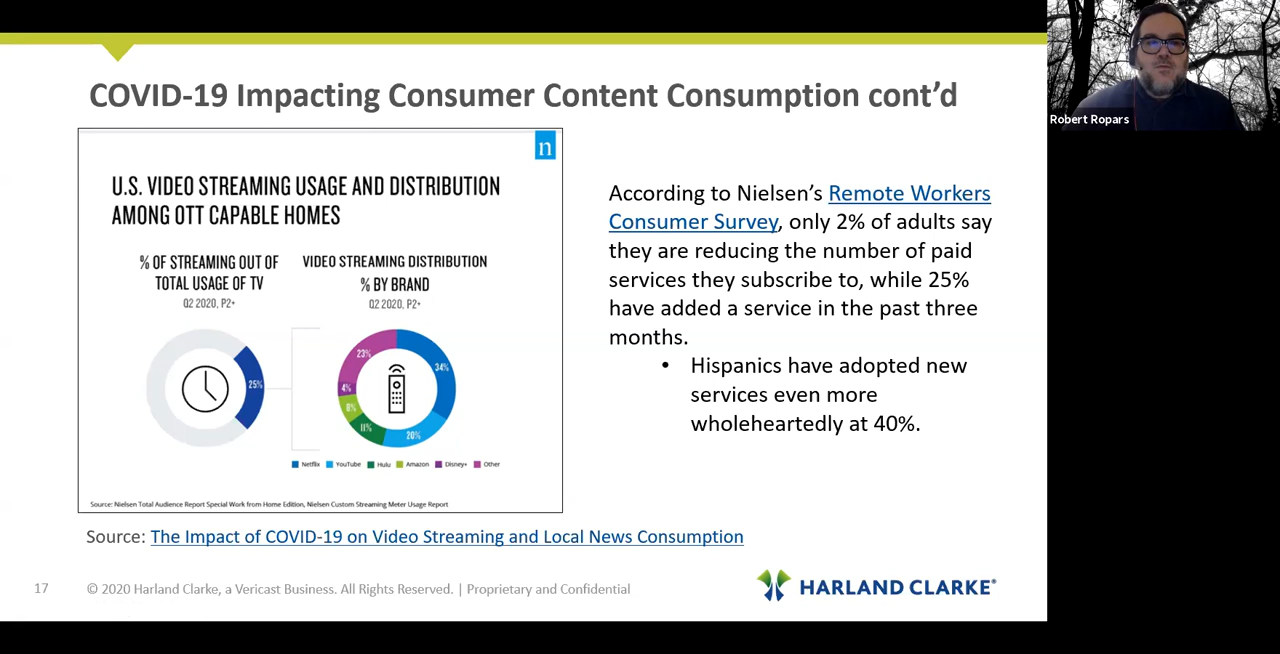 COVID-19 Impacting Consumer Content Consumption cont’d
Robert Ropars
n
U.S. VIDEO STREAMING USAGE AND DISTRIBUTION
AMONG OTT CAPABLE HOMES
% OF STREAMING OUT OF
TOTAL USAGE OF TV
Q2 2020, P2+
25%
VIDEO STREAMING DISTRIBUTION
% BY BRAND
Q2 2020, P2+
23%
34%
4%
8%
11%
20%
Netflix YouTube Hulu Amazon Disney+ Other
Source: Nielsen Total Audience Report Special Work from Home Edition, Nielsen Custom Streaming Meter Usage Report
According to Nielsen’s Remote Workers
Consumer Survey, only 2% of adults say
they are reducing the number of paid
services they subscribe to, while 25%
have added a service in the past three
months.
• Hispanics have adopted new
services even more
wholeheartedly at 40%.
Source: The Impact of COVID-19 on Video Streaming and Local News Consumption
17 © 2020 Harland Clarke, a Vericast Business. All Rights Reserved. | Proprietary and Confidential
HARLAND CLARKE®